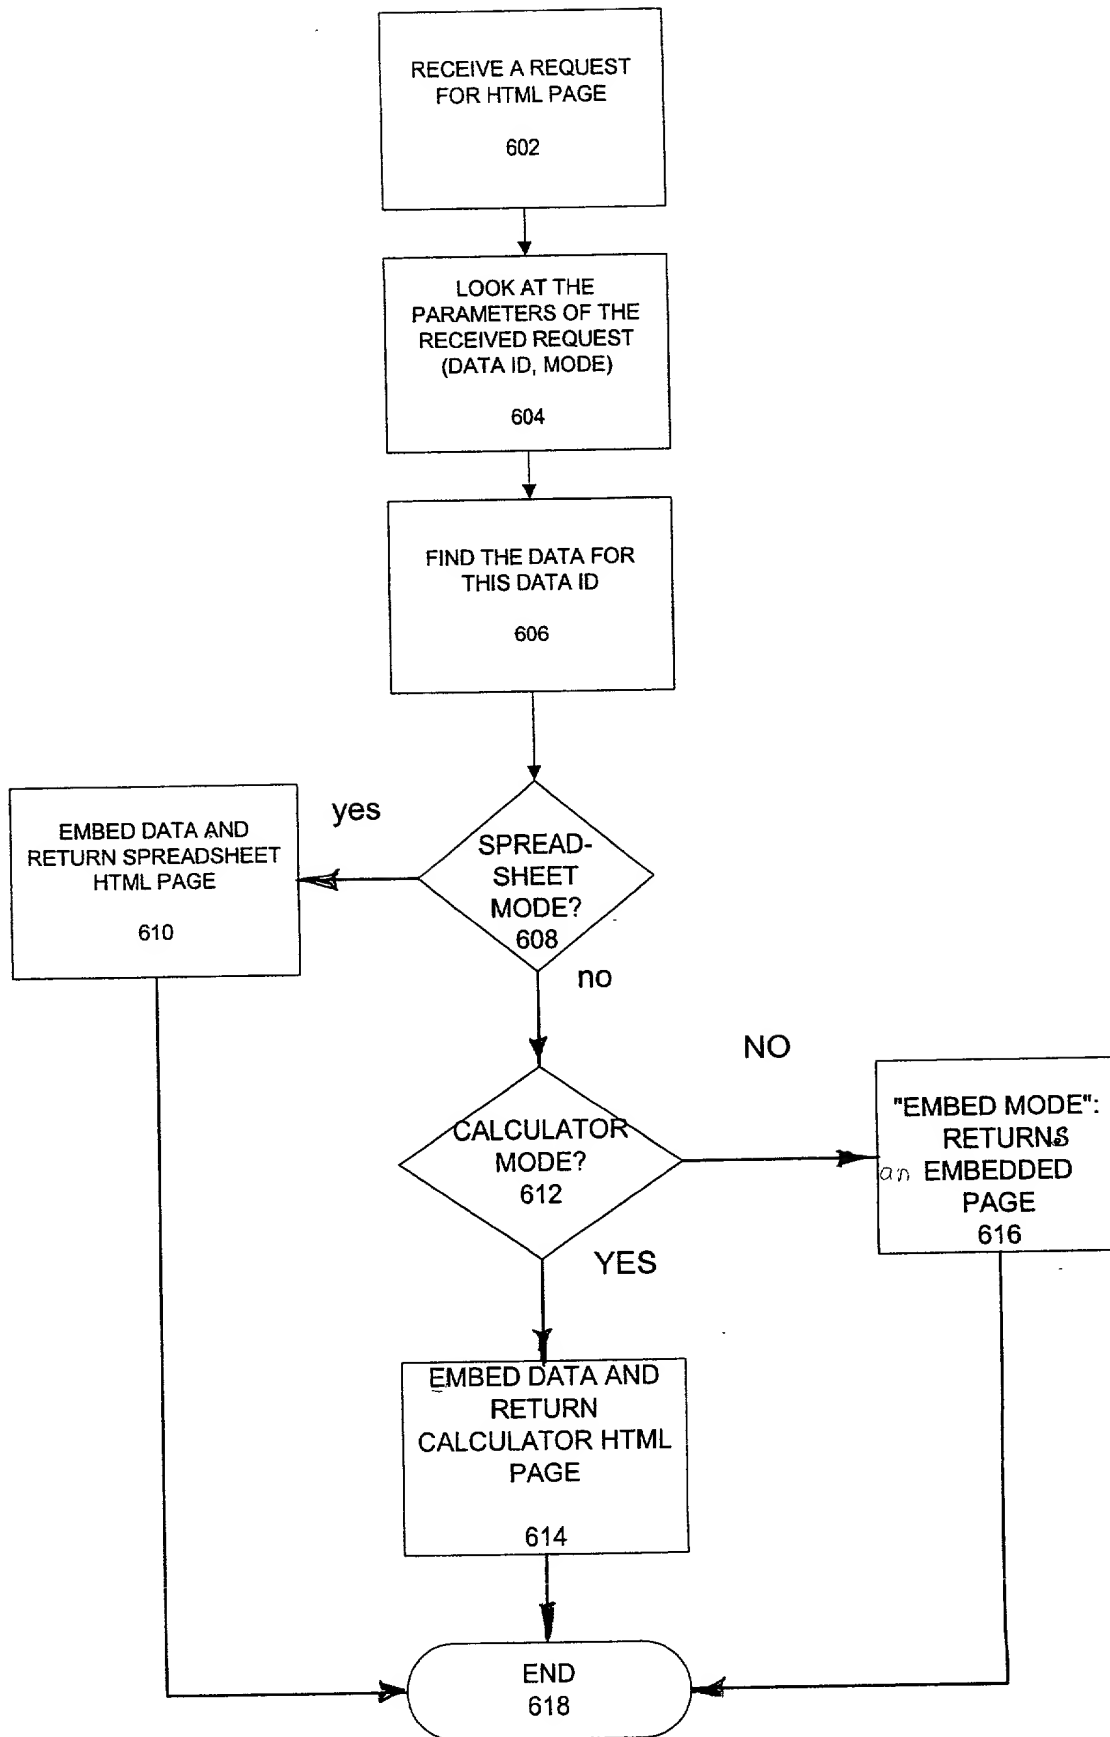 RECEIVE A REQUEST
FOR HTML PAGE
602
LOOK AT THE
PARAMETERS OF THE
RECEIVED REQUEST
(DATA ID, MODE)
604
FIND THE DATA FOR
THIS DATA ID
606
SPREAD-
SHEET
MODE?
608
yes
EMBED DATA AND
RETURN SPREADSHEET
HTML PAGE
610
no
CALCULATOR
MODE?
612
NO
"EMBED MODE":
RETURNS
an EMBEDDED
PAGE
616
YES
EMBED DATA AND
RETURN
CALCULATOR HTML
PAGE
614
END
618